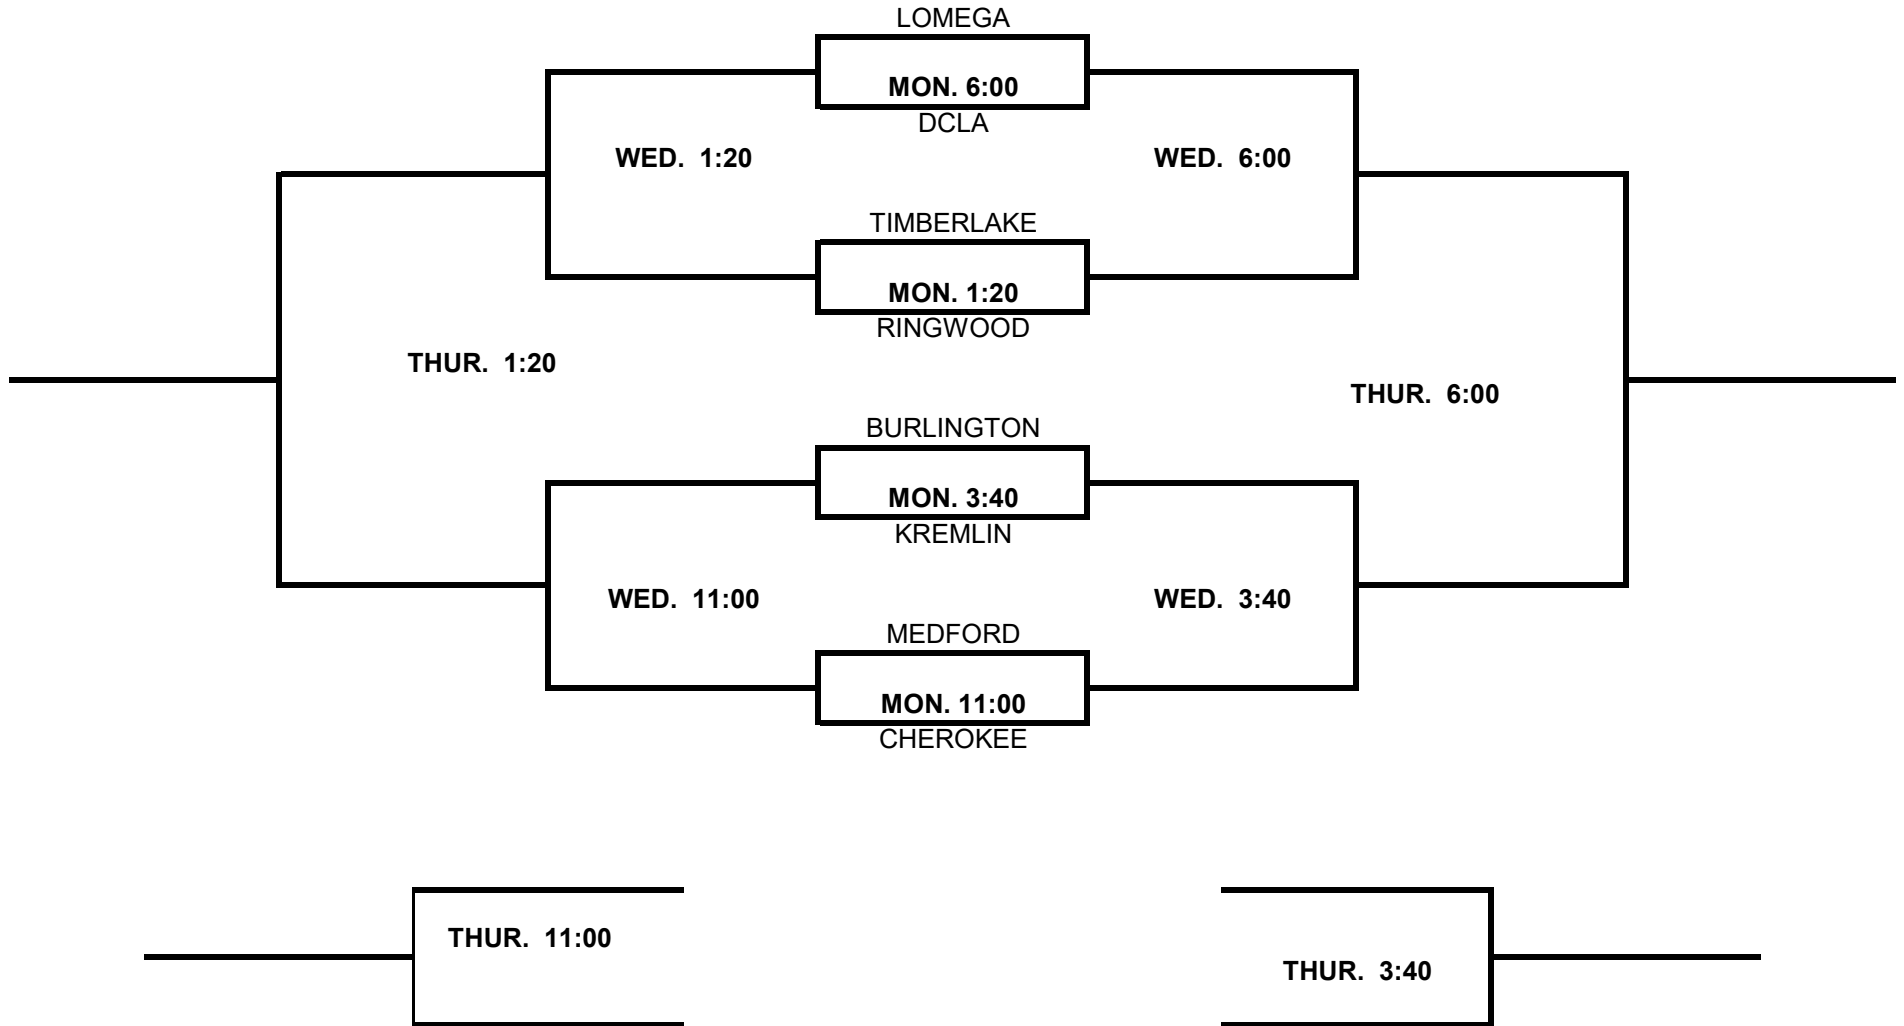 LOMEGA
MON. 6:00
DCLA
WED.  1:20
WED.  6:00
TIMBERLAKE
MON. 1:20
RINGWOOD
THUR.  1:20
THUR.  6:00
BURLINGTON
MON. 3:40
KREMLIN
WED.  11:00
WED.  3:40
MEDFORD
MON. 11:00
CHEROKEE
THUR.  11:00
THUR.  3:40